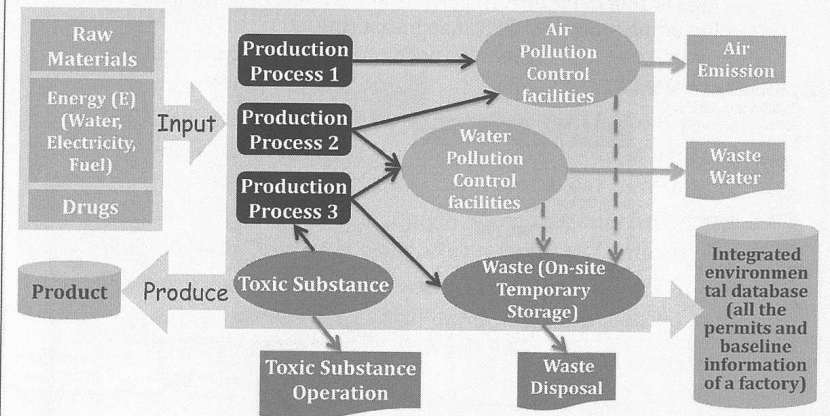 Raw
Materials
Energy (E)
(Water,
Electricity,
Fuel)
Drugs
Input
Production
Process 1
Production
Process 2
Production
Process 3
Air
Pollution
Control
facilities
Water
Pollution
Control
facilities
Air
Emission
Waste
Water
Product
Produce
Toxic Substance
Waste (On-site
Temporary
Storage)
Integrated
environmen
tal database
(all the
permits and
baseline
information
of a factory)
Toxic Substance
Operation
Waste
Disposal